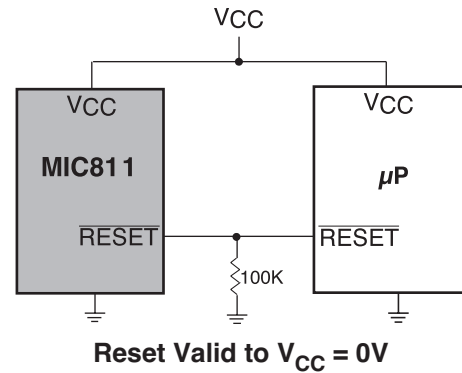 VCC
VCC VCC
MIC811 µP
RESET RESET
100K
Reset Valid to VCC = 0V